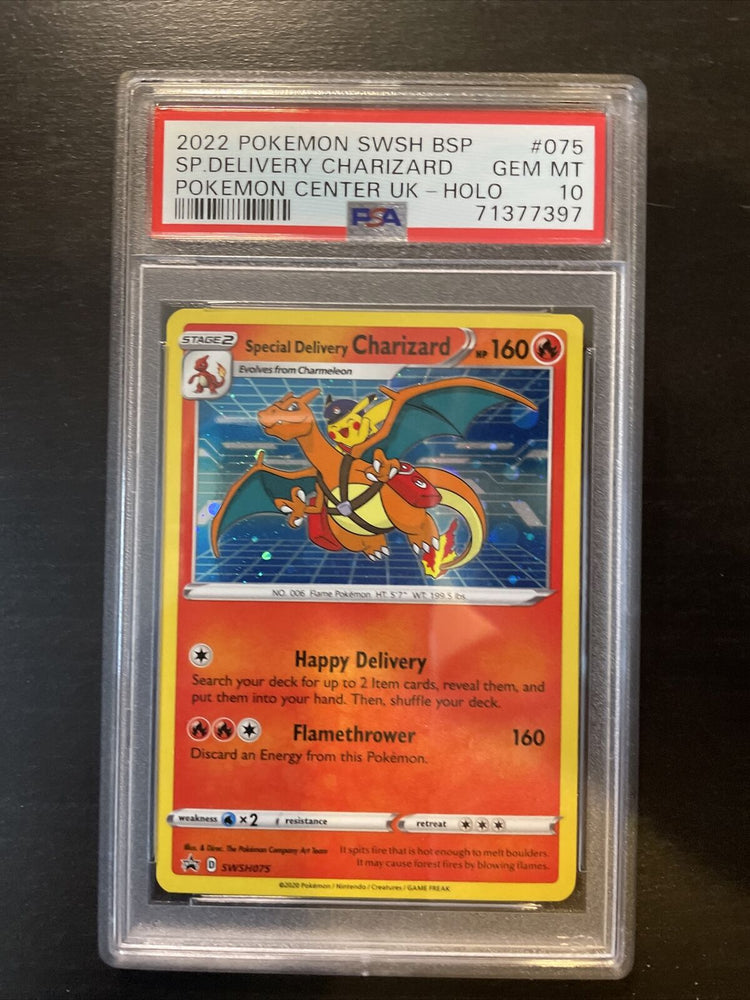 2022 POKEMON SWSH BSP #075
SP.DELIVERY CHARIZARD GEM MT
POKEMON CENTER UK - HOLO 10
PSA 71377397
STAGE 2 Special Delivery Charizard HP 160
Evolves from Charmeleon
NO. 006 Flame Pokémon HT: 5'7" WT: 199.5 lbs
Happy Delivery
Search your deck for up to 2 Item cards, reveal them, and
put them into your hand. Then, shuffle your deck.
Flamethrower 160
Discard an Energy from this Pokémon.
weakness ×2 resistance retreat
Illus. & Direc. The Pokémon Company Art Team
It spits fire that is hot enough to melt boulders.
It may cause forest fires by blowing flames.
D SWSH075
©2020 Pokémon / Nintendo / Creatures / GAME FREAK